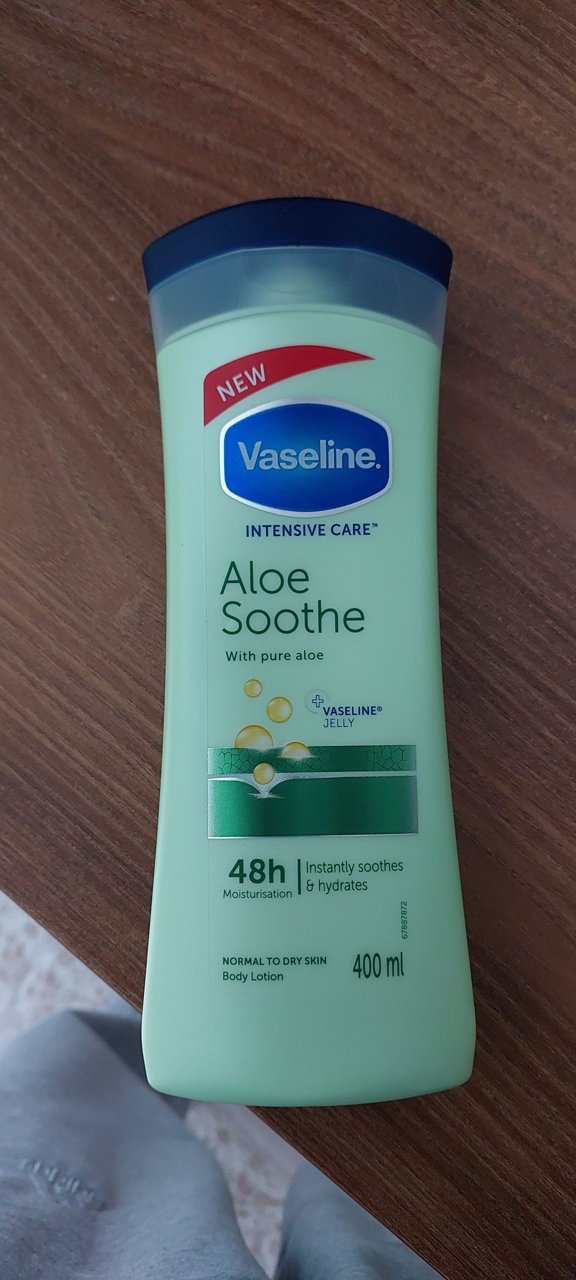 NEW
Vaseline.
INTENSIVE CARE™
Aloe
Soothe
With pure aloe
VASELINE®
JELLY
48h
Moisturisation
Instantly soothes
& hydrates
67887872
NORMAL TO DRY SKIN
Body Lotion
400 ml